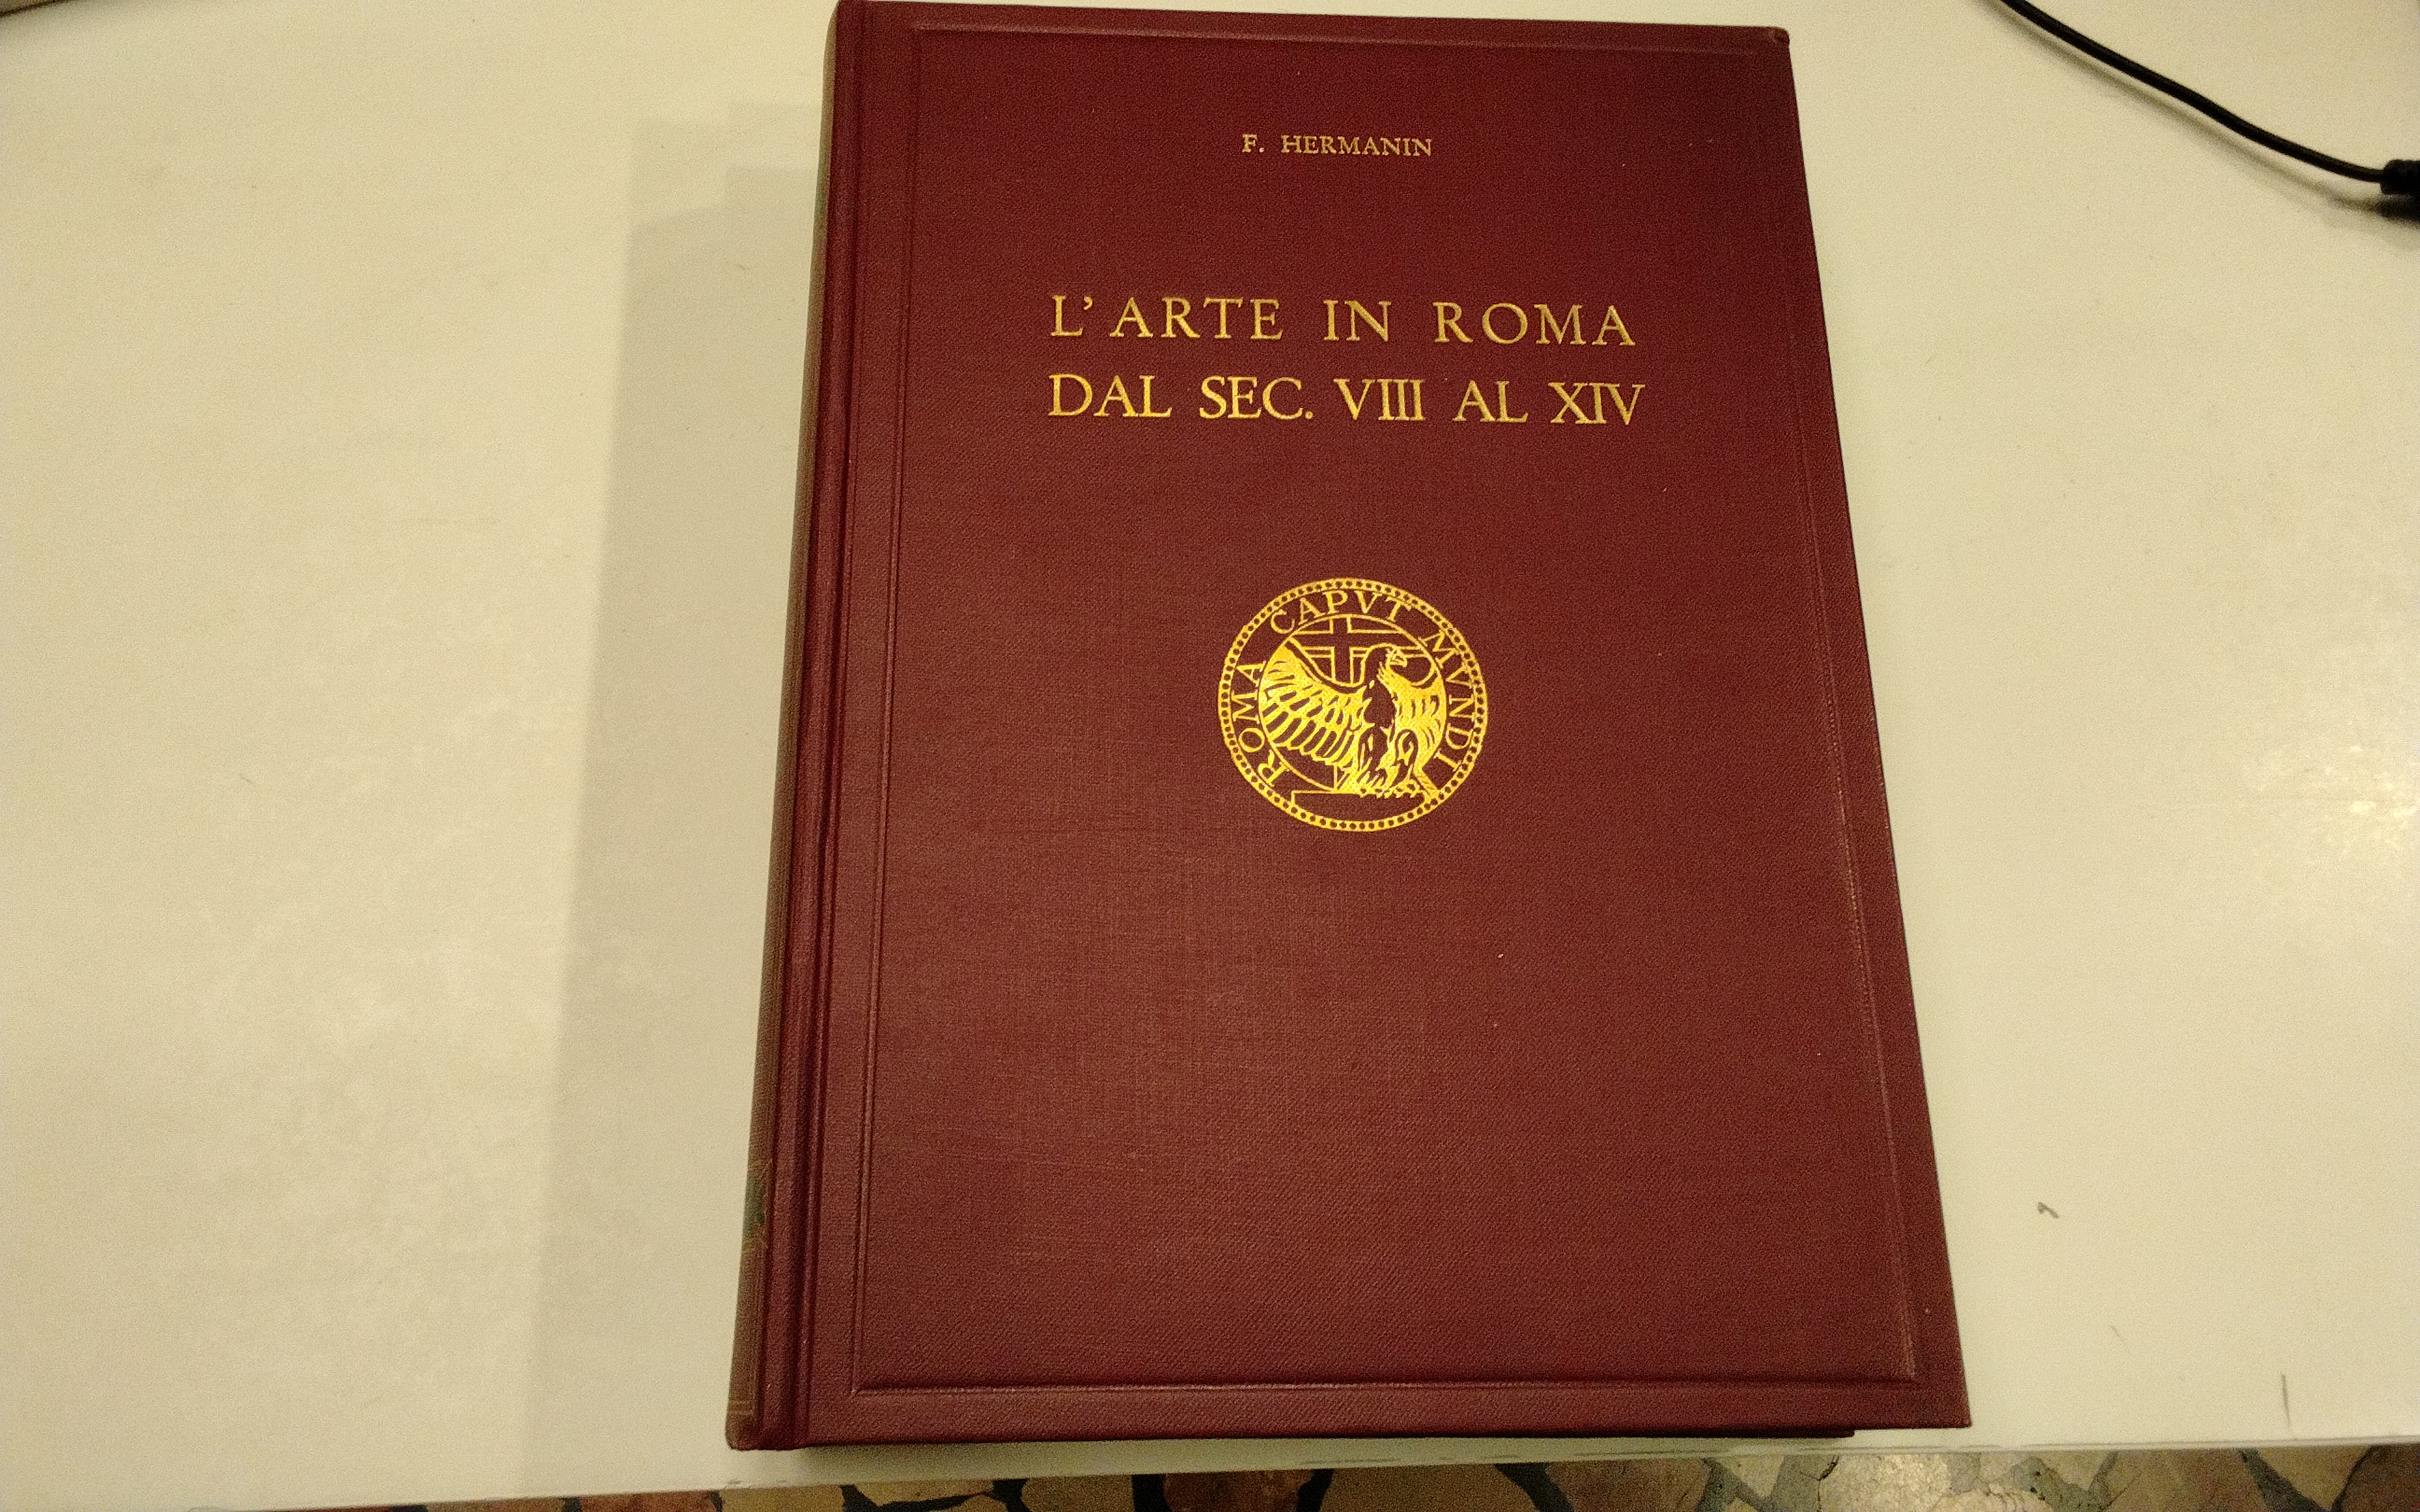 F. HERMANIN
L'ARTE IN ROMA
DAL SEC. VIII AL XIV
ROMA CAPVT MVNDI